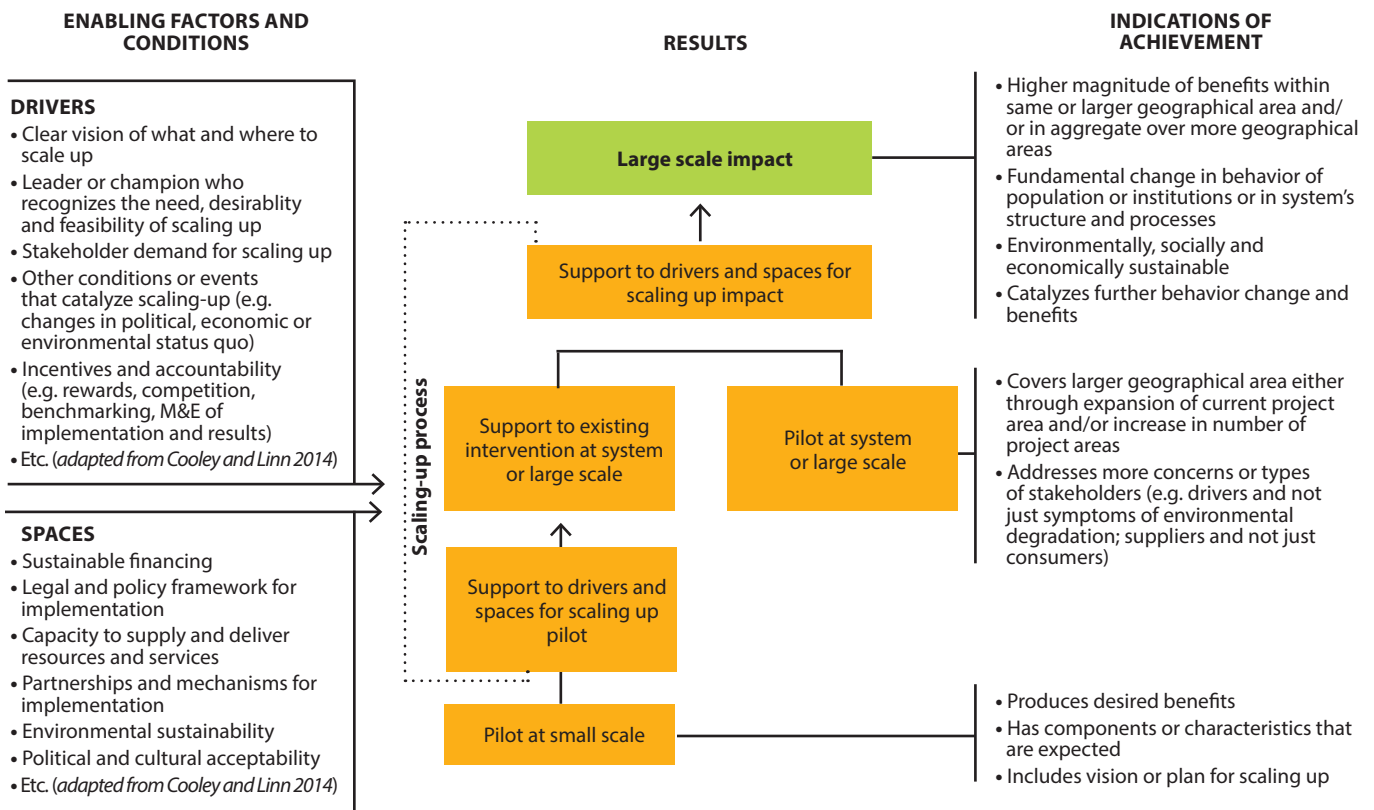 ENABLING FACTORS AND
CONDITIONS
DRIVERS
• Clear vision of what and where to
scale up
• Leader or champion who
recognizes the need, desirablity
and feasibility of scaling up
• Stakeholder demand for scaling up
• Other conditions or events
that catalyze scaling-up (e.g.
changes in political, economic or
environmental status quo)
• Incentives and accountability
(e.g. rewards, competition,
benchmarking, M&E of
implementation and results)
• Etc. (adapted from Cooley and Linn 2014)
SPACES
• Sustainable financing
• Legal and policy framework for
implementation
• Capacity to supply and deliver
resources and services
• Partnerships and mechanisms for
implementation
• Environmental sustainability
• Political and cultural acceptability
• Etc. (adapted from Cooley and Linn 2014)
RESULTS
Large scale impact
Support to drivers and spaces for
scaling up impact
Scaling-up process
Support to existing
intervention at system
or large scale
Pilot at system
or large scale
Support to drivers and
spaces for scaling up
pilot
Pilot at small scale
INDICATIONS OF
ACHIEVEMENT
• Higher magnitude of benefits within
same or larger geographical area and/
or in aggregate over more geographical
areas
• Fundamental change in behavior of
population or institutions or in system's
structure and processes
• Environmentally, socially and
economically sustainable
• Catalyzes further behavior change and
benefits
• Covers larger geographical area either
through expansion of current project
area and/or increase in number of
project areas
• Addresses more concerns or types
of stakeholders (e.g. drivers and not
just symptoms of environmental
degradation; suppliers and not just
consumers)
• Produces desired benefits
• Has components or characteristics that
are expected
• Includes vision or plan for scaling up